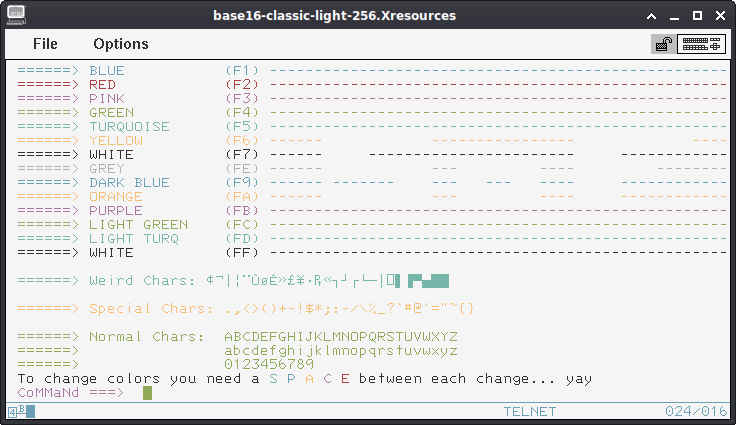 base16-classic-light-256.Xresources
File Options
======> BLUE (F1) ----------------------------------------------------
======> RED (F2) ----------------------------------------------------
======> PINK (F3) ----------------------------------------------------
======> GREEN (F4) ----------------------------------------------------
======> TURQUOISE (F5) ----------------------------------------------------
======> YELLOW (F6) ------ ---------------- ----
======> WHITE (F7) ------ ---------------------- ------------
======> GREY (FE) ------ --- --- ------------
======> DARK BLUE (F9) ------ ------- --- --- --- ------------
======> ORANGE (FA) ------ --- --- ------------
======> PURPLE (FB) ----------------------------------------------------
======> LIGHT GREEN (FC) ----------------------------------------------------
======> LIGHT TURQ (FD) ----------------------------------------------------
======> WHITE (FF) ----------------------------------------------------
======> Weird Chars: ¢¬|¦¨ÛøÊ»£¥·₧«┐┘┌└─│
======> Special Chars: .,<>()+-!$*;:-/\%_?`#@'="~{}
======> Normal Chars: ABCDEFGHIJKLMNOPQRSTUVWXYZ
======> abcdefghijklmnopqrstuvwxyz
======> 0123456789
To change colors you need a S P A C E between each change... yay
CoMMaNd ===>
4B TELNET 024/016